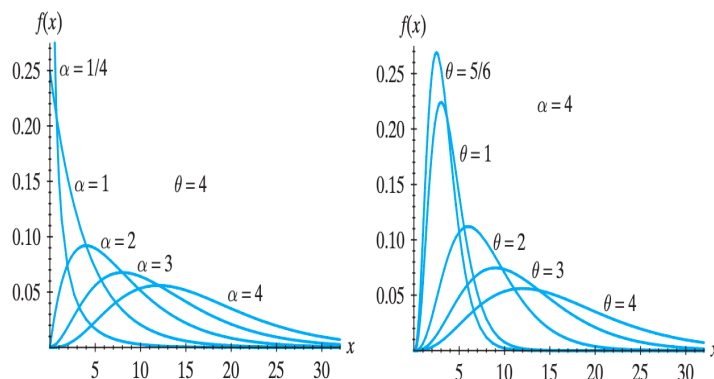 f(x)
0.25
0.20
0.15
0.10
0.05
α = 1/4
α = 1
θ = 4
α = 2
α = 3
α = 4
x
5 10 15 20 25 30
f(x)
0.25
0.20
0.15
0.10
0.05
θ = 5/6
α = 4
θ = 1
θ = 2
θ = 3
θ = 4
x
5 10 15 20 25 30